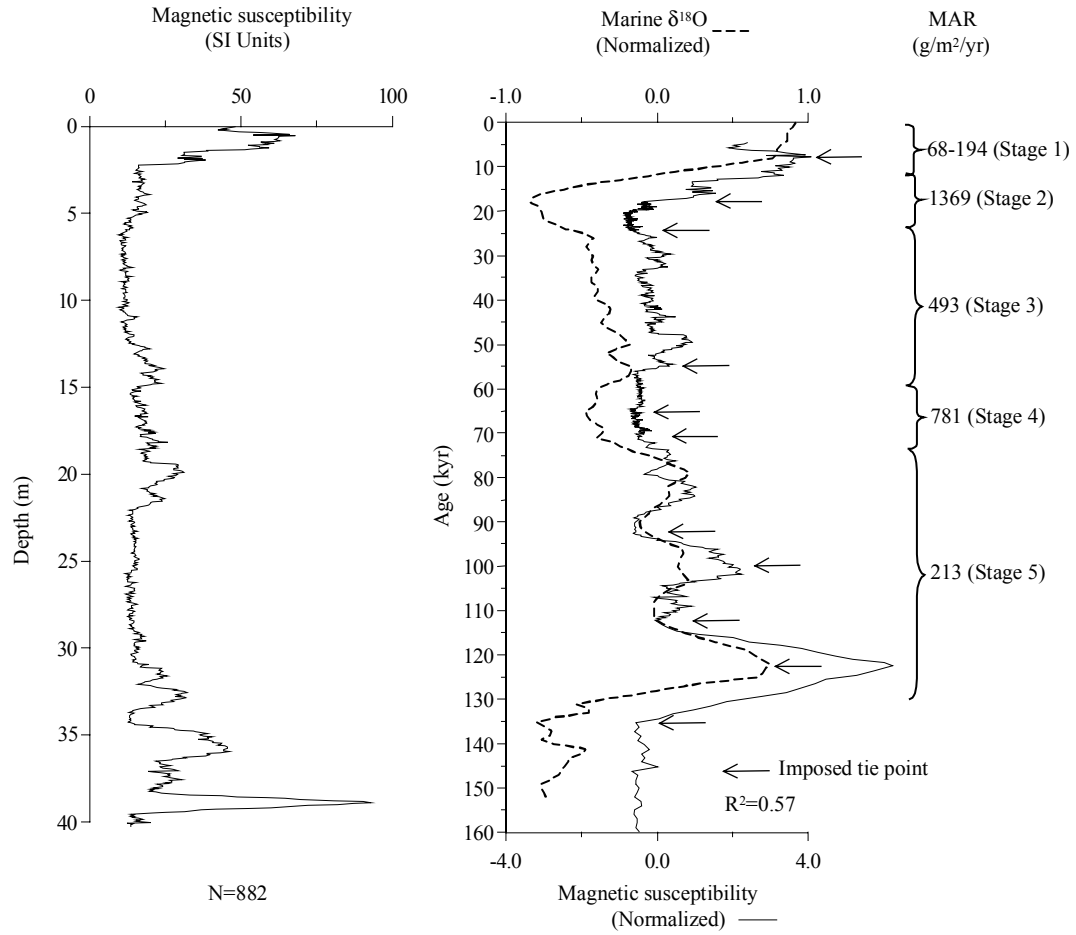 Magnetic susceptibility
(SI Units)
0 50 100
0
5
10
15
20
25
30
35
40
Depth (m)
N=882
Marine δ¹⁸O
(Normalized)
-1.0 0.0 1.0
0
10
20
30
40
50
60
70
80
90
100
110
120
130
140
150
160
Age (kyr)
Imposed tie point
R²=0.57
-4.0 0.0 4.0
Magnetic susceptibility
(Normalized)
MAR
(g/m²/yr)
68-194 (Stage 1)
1369 (Stage 2)
493 (Stage 3)
781 (Stage 4)
213 (Stage 5)